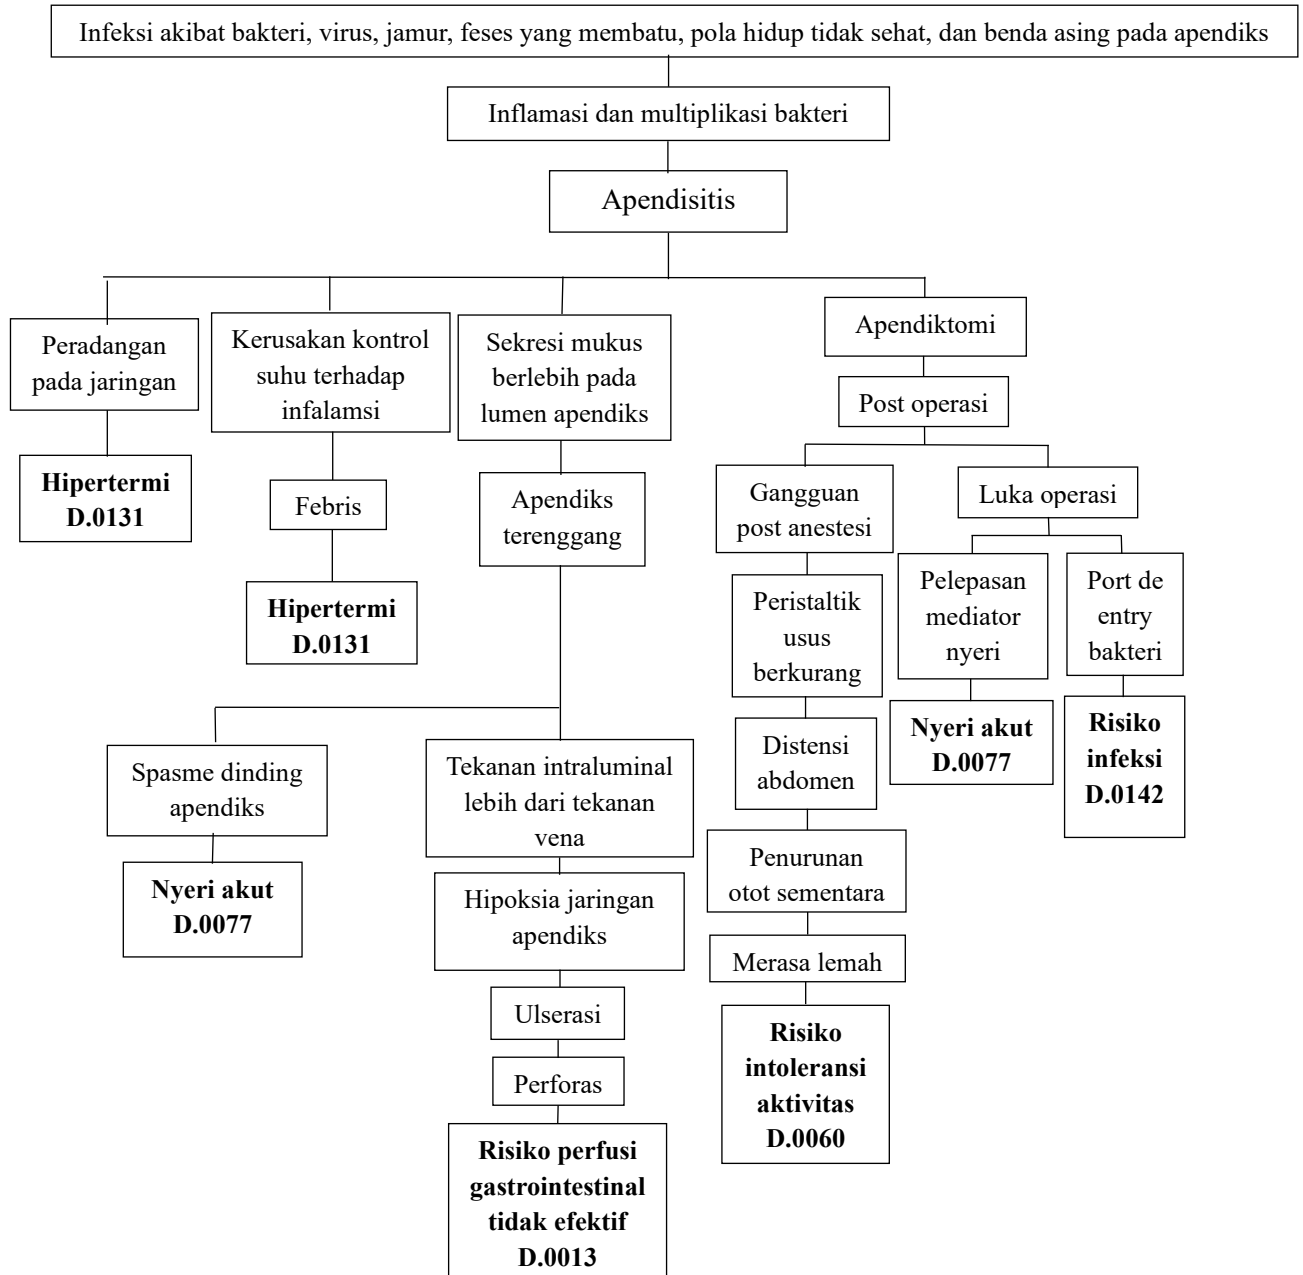 Infeksi akibat bakteri, virus, jamur, feses yang membatu, pola hidup tidak sehat, dan benda asing pada apendiks
Inflamasi dan multiplikasi bakteri
Apendisitis
Peradangan
pada jaringan
Hipertermi
D.0131
Kerusakan kontrol
suhu terhadap
infalamsi
Febris
Hipertermi
D.0131
Sekresi mukus
berlebih pada
lumen apendiks
Apendiks
terenggang
Spasme dinding
apendiks
Nyeri akut
D.0077
Tekanan intraluminal
lebih dari tekanan
vena
Hipoksia jaringan
apendiks
Ulserasi
Perforas
Risiko perfusi
gastrointestinal
tidak efektif
D.0013
Apendiktomi
Post operasi
Gangguan
post anestesi
Peristaltik
usus
berkurang
Distensi
abdomen
Penurunan
otot sementara
Merasa lemah
Risiko
intoleransi
aktivitas
D.0060
Luka operasi
Pelepasan
mediator
nyeri
Nyeri akut
D.0077
Port de
entry
bakteri
Risiko
infeksi
D.0142